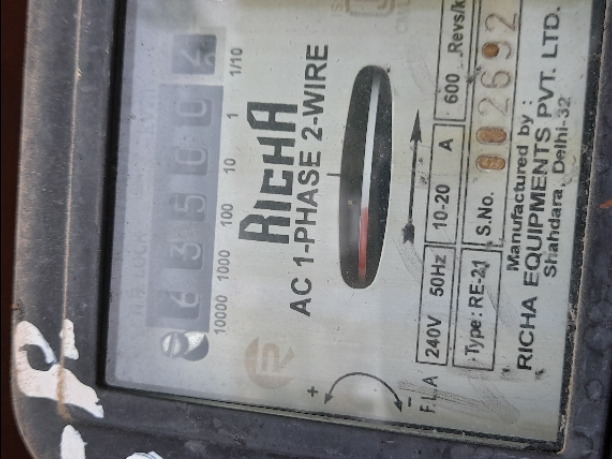 6 3 5 0 0
10000 1000 100 10 1 1/10
RICHA
AC 1-PHASE 2-WIRE
+
-
F.L.A
240V 50Hz 10-20 A 600 Revs/k
Type: RE-21 S.No. 002692
Manufactured by :
RICHA EQUIPMENTS PVT. LTD.
Shahdara, Delhi-32